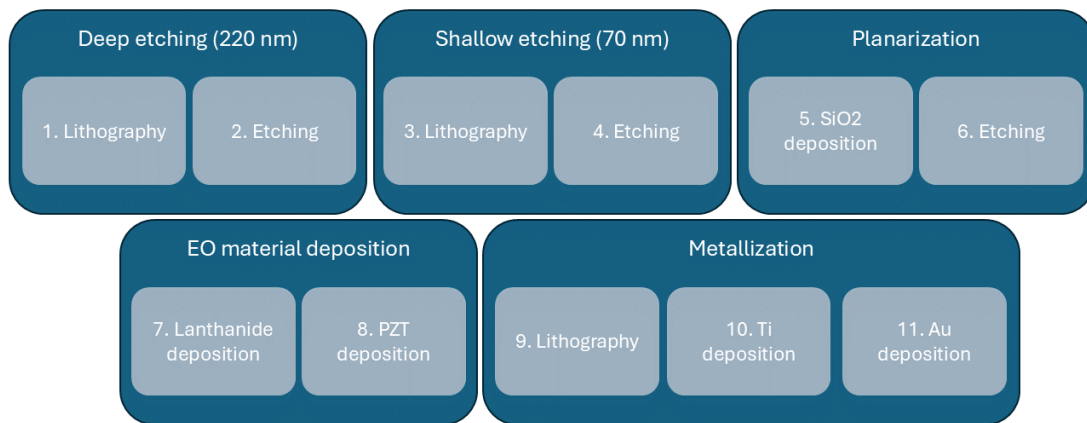 Deep etching (220 nm)
Shallow etching (70 nm)
Planarization
1. Lithography
2. Etching
3. Lithography
4. Etching
5. SiO2
deposition
6. Etching
EO material deposition
Metallization
7. Lanthanide
deposition
8. PZT
deposition
9. Lithography
10. Ti
deposition
11. Au
deposition